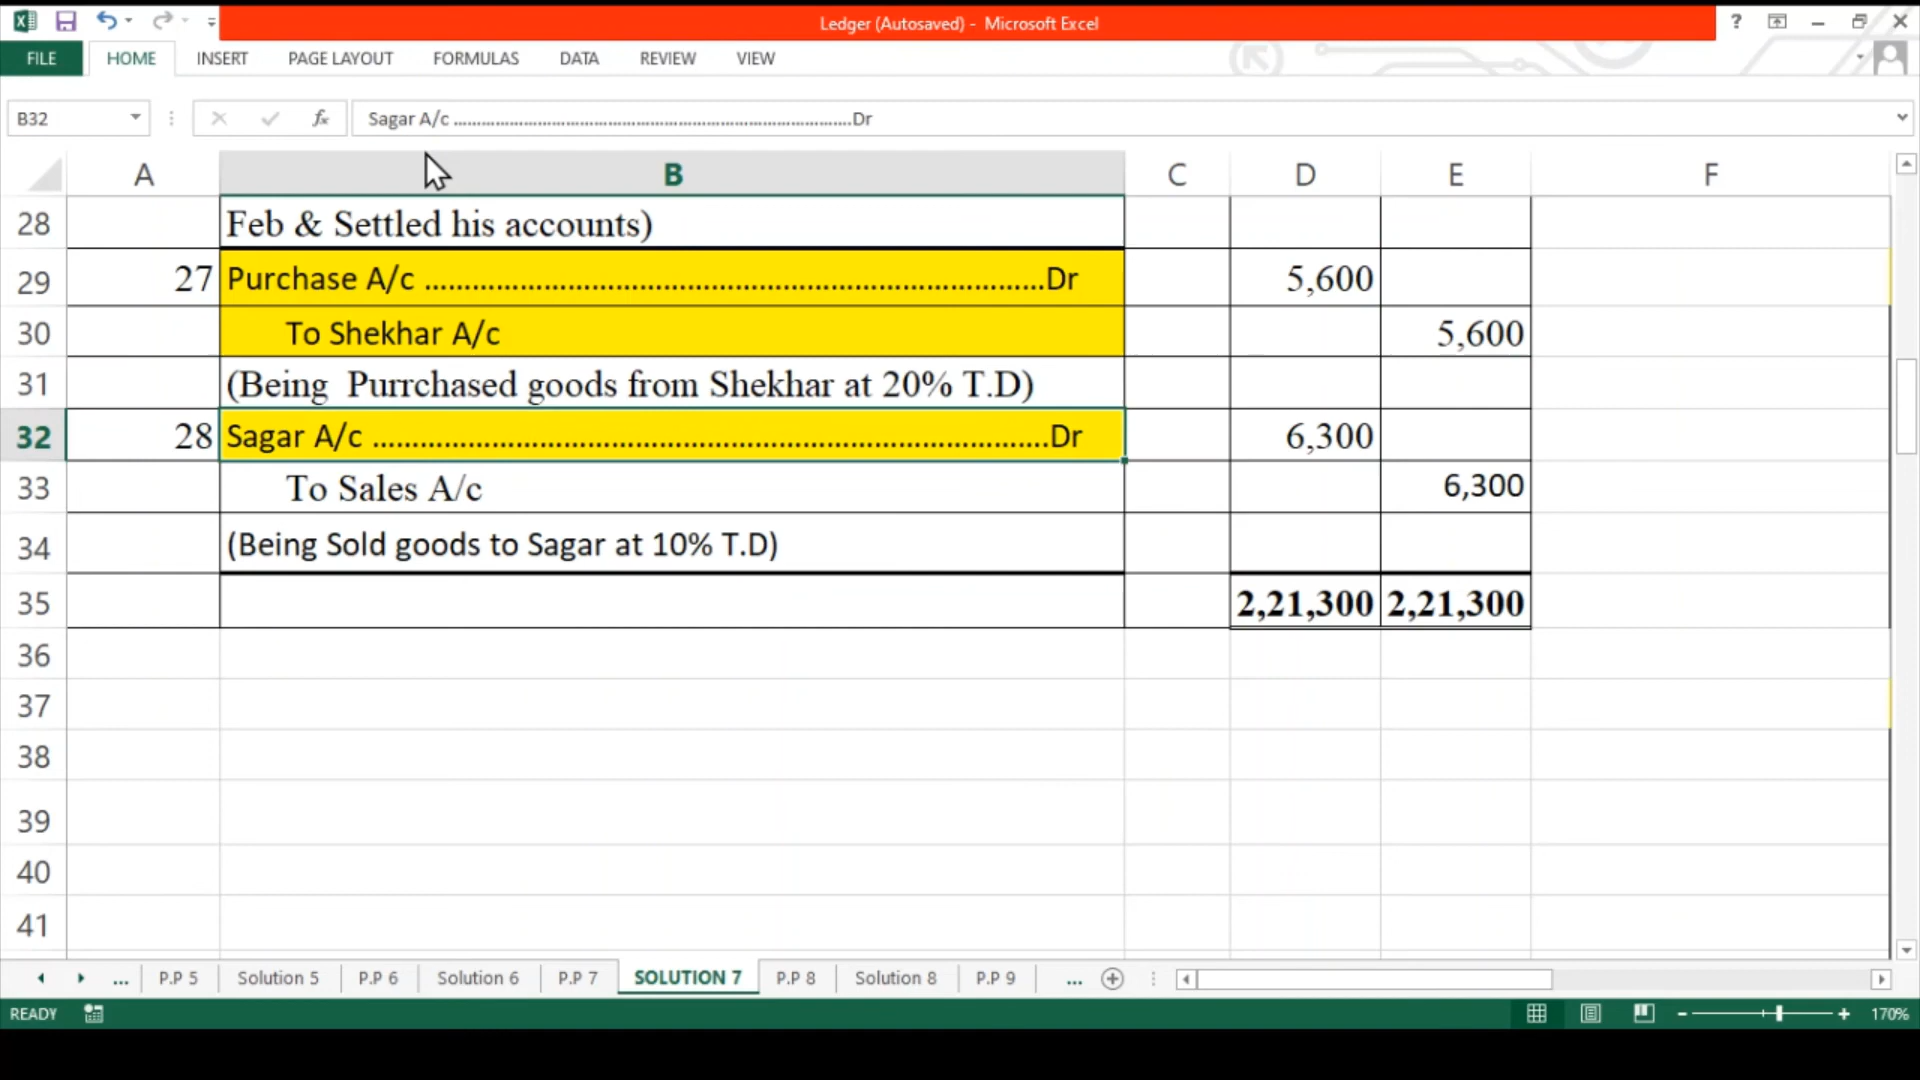 Ledger (Autosaved) - Microsoft Excel
?
FILE HOME INSERT PAGE LAYOUT FORMULAS DATA REVIEW VIEW
B32 fx Sagar A/c ................................................................................Dr
A B C D E F
28 Feb & Settled his accounts)
29 27 Purchase A/c ..............................................................................Dr 5,600
30 To Shekhar A/c 5,600
31 (Being  Purrchased goods from Shekhar at 20% T.D)
32 28 Sagar A/c ......................................................................................Dr 6,300
33 To Sales A/c 6,300
34 (Being Sold goods to Sagar at 10% T.D)
35 2,21,300 2,21,300
36
37
38
39
40
41
... P.P 5 Solution 5 P.P 6 Solution 6 P.P 7 SOLUTION 7 P.P 8 Solution 8 P.P 9 ...
READY 170%